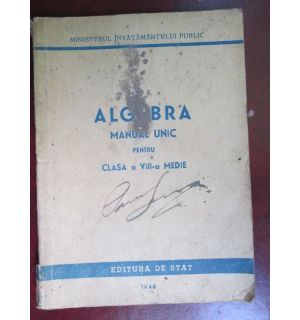 MINISTERUL ÎNVĂȚĂMÂNTULUI PUBLIC
ALGEBRA
MANUAL UNIC
PENTRU
CLASA a VIII-a MEDIE
EDITURA DE STAT
1948